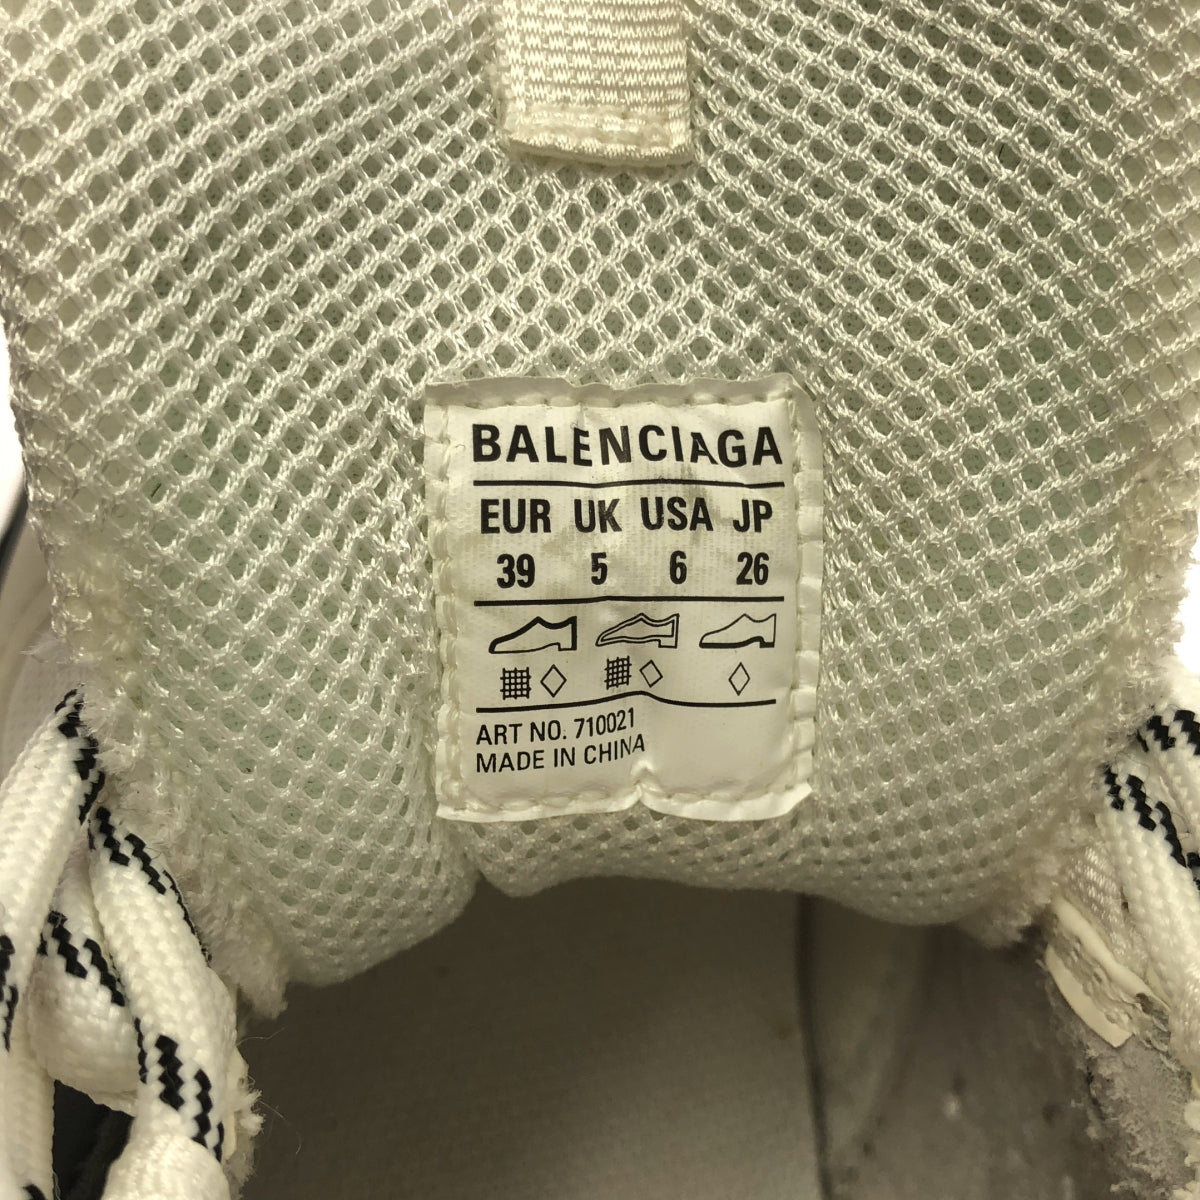 BALENCIAGA
EUR UK USA JP
39 5 6 26
ART NO. 710021
MADE IN CHINA